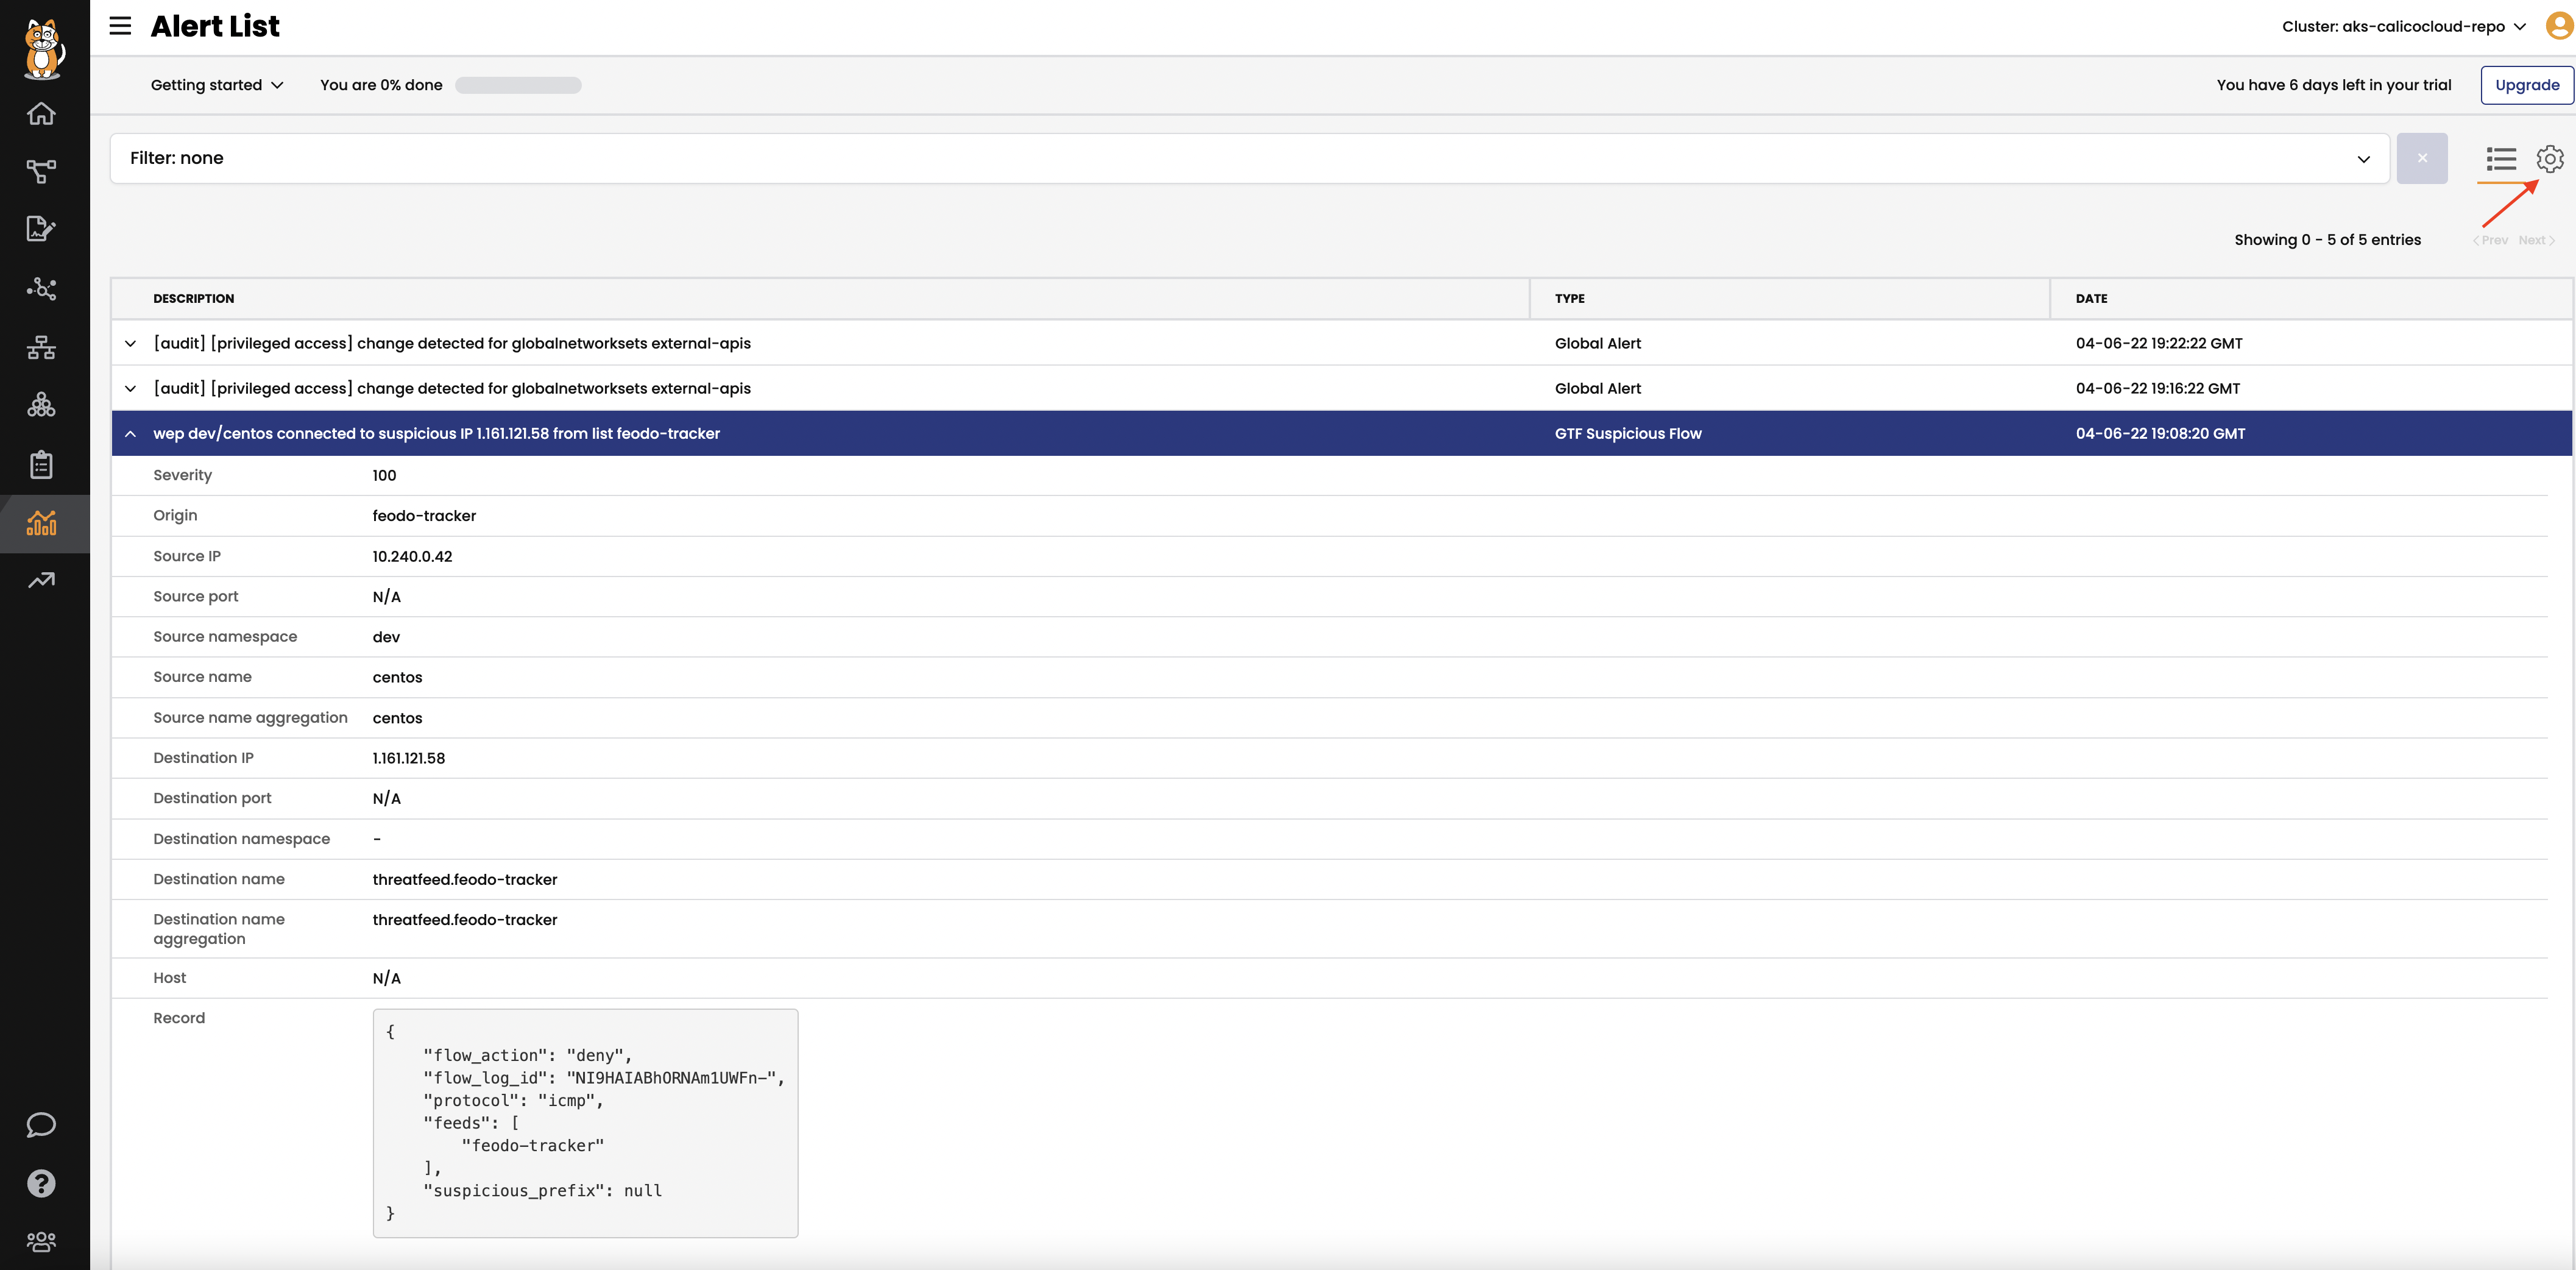 Alert List
Cluster: aks-calicocloud-repo
Getting started
You are 0% done
You have 6 days left in your trial
Upgrade
Filter: none
Showing 0 - 5 of 5 entries
Prev Next
DESCRIPTION TYPE DATE
[audit] [privileged access] change detected for globalnetworksets external-apis Global Alert 04-06-22 19:22:22 GMT
[audit] [privileged access] change detected for globalnetworksets external-apis Global Alert 04-06-22 19:16:22 GMT
wep dev/centos connected to suspicious IP 1.161.121.58 from list feodo-tracker GTF Suspicious Flow 04-06-22 19:08:20 GMT
Severity 100
Origin feodo-tracker
Source IP 10.240.0.42
Source port N/A
Source namespace dev
Source name centos
Source name aggregation centos
Destination IP 1.161.121.58
Destination port N/A
Destination namespace -
Destination name threatfeed.feodo-tracker
Destination name threatfeed.feodo-tracker
aggregation
Host N/A
Record
{
"flow_action": "deny",
"flow_log_id": "NI9HAIABhORNAm1UWFn-",
"protocol": "icmp",
"feeds": [
"feodo-tracker"
],
"suspicious_prefix": null
}